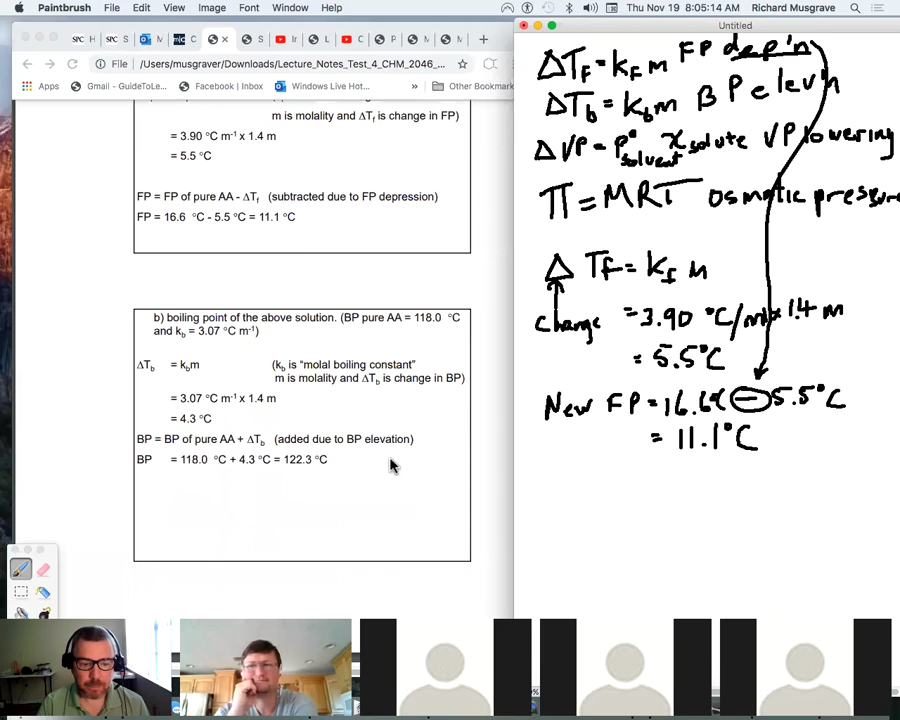 Paintbrush File Edit View Image Font Window Help Thu Nov 19 8:05:14 AM Richard Musgrave
Untitled
File /Users/musgraver/Downloads/Lecture_Notes_Test_4_CHM_2046_...
Apps Gmail - GuideToLe... Facebook | Inbox Windows Live Hot... Other Bookmarks
m is molality and ΔTf is change in FP)
= 3.90 °C m-1 x 1.4 m
= 5.5 °C
FP = FP of pure AA - ΔTf (subtracted due to FP depression)
FP = 16.6 °C - 5.5 °C = 11.1 °C
b) boiling point of the above solution. (BP pure AA = 118.0 °C
and kb = 3.07 °C m-1)
ΔTb = kbm (kb is "molal boiling constant"
m is molality and ΔTb is change in BP)
= 3.07 °C m-1 x 1.4 m
= 4.3 °C
BP = BP of pure AA + ΔTb (added due to BP elevation)
BP = 118.0 °C + 4.3 °C = 122.3 °C
ΔTf = kf m FP dep'n
ΔTb = kb m BP elev'n
ΔVP = P° solvent X solute VP lowering
π = MRT osmotic pressure
Δ Tf = kf m
change = 3.90 °C/m x 1.4 m
= 5.5°C
New FP = 16.6°C - 5.5°C
= 11.1°C